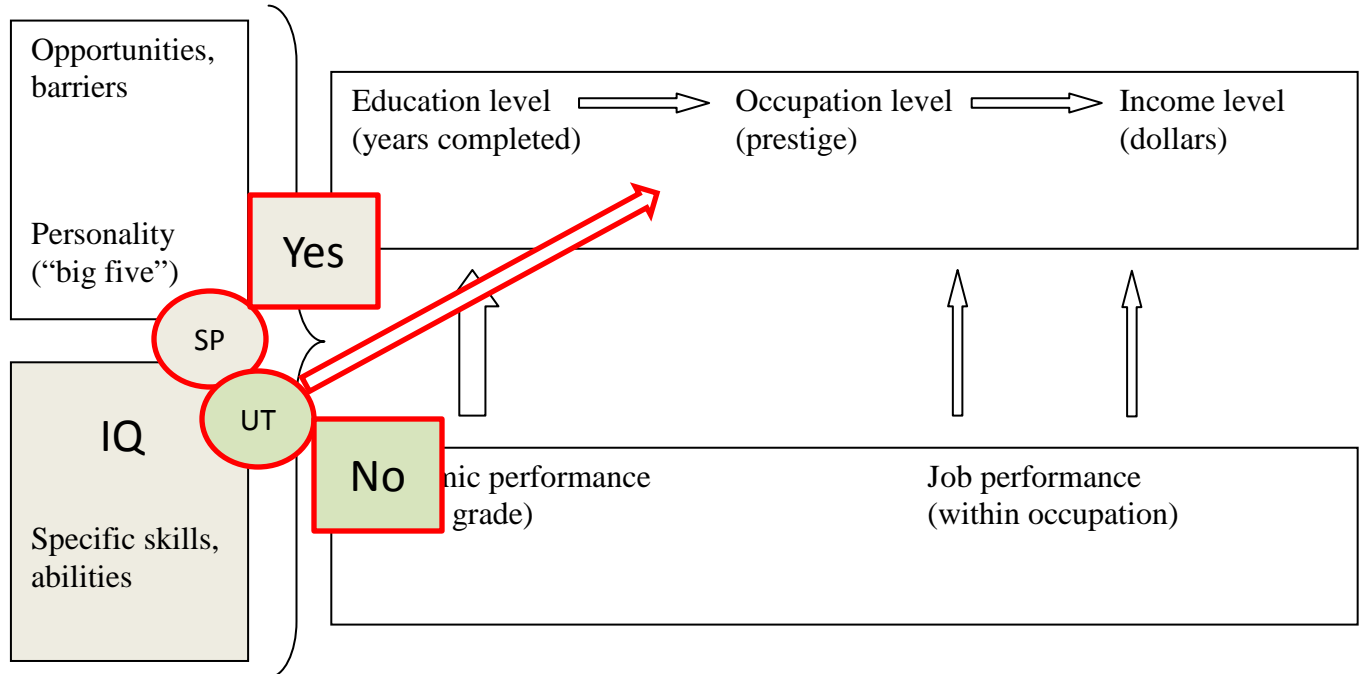 Opportunities,
barriers
Personality
(“big five”)
SP
UT
IQ
Specific skills,
abilities
Yes
No
Education level
(years completed)
Occupation level
(prestige)
Income level
(dollars)
mic performance
grade)
Job performance
(within occupation)